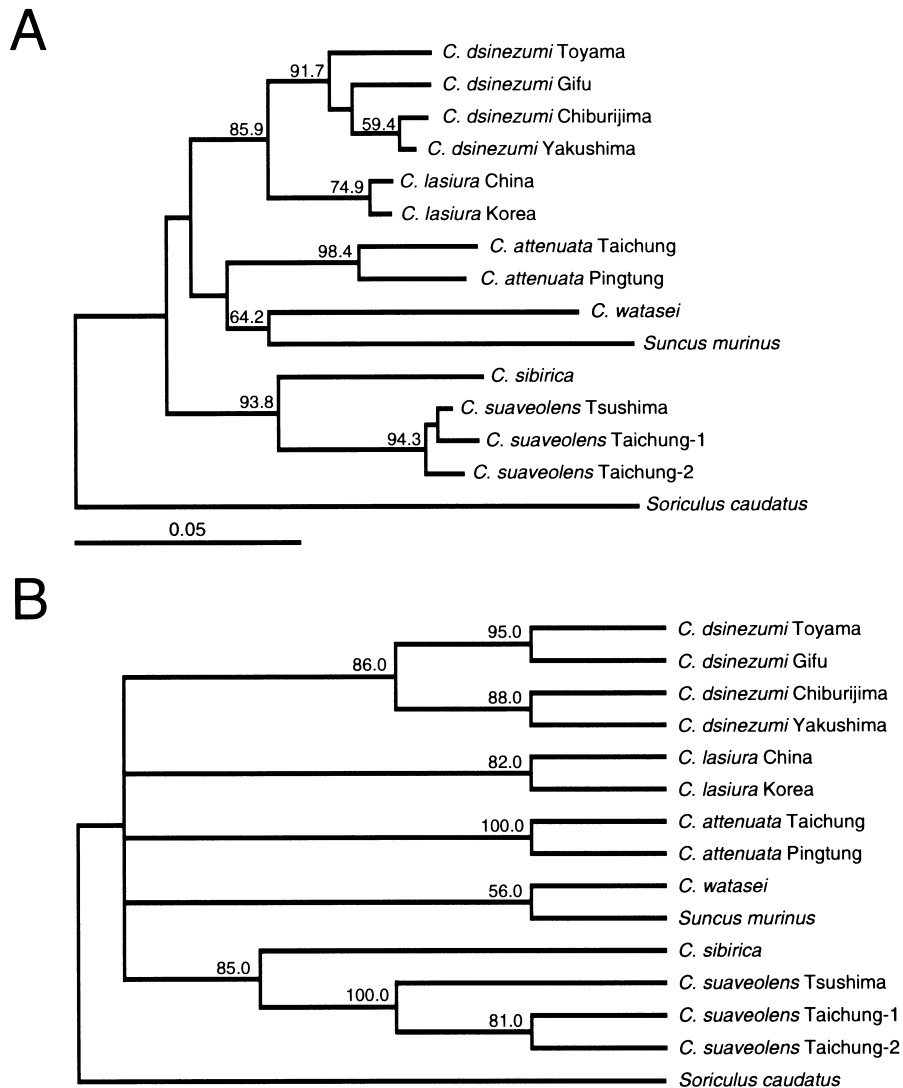 A
C. dsinezumi Toyama
91.7
C. dsinezumi Gifu
C. dsinezumi Chiburijima
59.4
85.9
C. dsinezumi Yakushima
C. lasiura China
74.9
C. lasiura Korea
C. attenuata Taichung
98.4
C. attenuata Pingtung
C. watasei
64.2
Suncus murinus
C. sibirica
93.8
C. suaveolens Tsushima
C. suaveolens Taichung-1
94.3
C. suaveolens Taichung-2
Soriculus caudatus
0.05
B
C. dsinezumi Toyama
95.0
C. dsinezumi Gifu
86.0
C. dsinezumi Chiburijima
88.0
C. dsinezumi Yakushima
C. lasiura China
82.0
C. lasiura Korea
C. attenuata Taichung
100.0
C. attenuata Pingtung
C. watasei
56.0
Suncus murinus
C. sibirica
85.0
C. suaveolens Tsushima
100.0
C. suaveolens Taichung-1
81.0
C. suaveolens Taichung-2
Soriculus caudatus